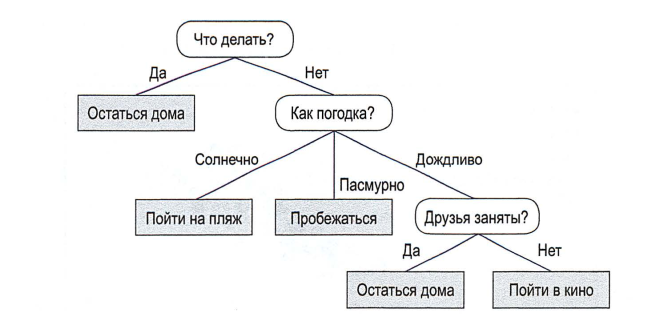 Что делать?
Да
Нет
Остаться дома
Как погодка?
Солнечно
Пасмурно
Дождливо
Пойти на пляж
Пробежаться
Друзья заняты?
Да
Нет
Остаться дома
Пойти в кино